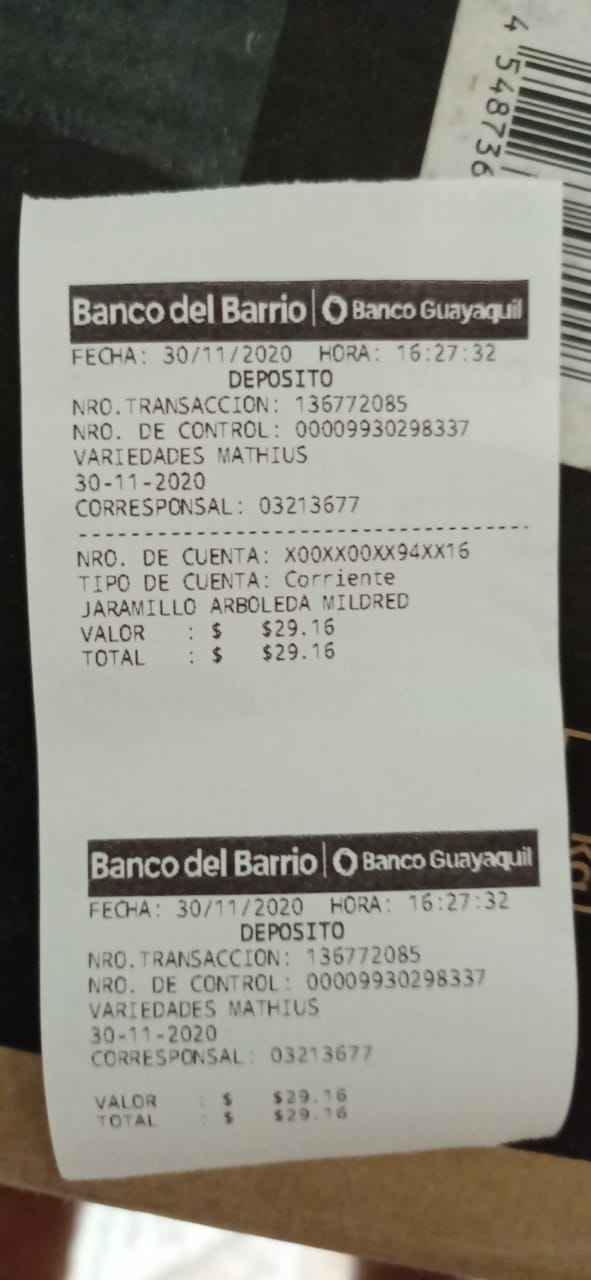 4 548736
Banco del Barrio | Banco Guayaquil
FECHA: 30/11/2020 HORA: 16:27:32
DEPOSITO
NRO.TRANSACCION: 136772085
NRO. DE CONTROL: 00009930298337
VARIEDADES MATHIUS
30-11-2020
CORRESPONSAL: 03213677
NRO. DE CUENTA: X00XX00XX94XX16
TIPO DE CUENTA: Corriente
JARAMILLO ARBOLEDA MILDRED
VALOR : $ $29.16
TOTAL : $ $29.16
Banco del Barrio | Banco Guayaquil
FECHA: 30/11/2020 HORA: 16:27:32
DEPOSITO
NRO.TRANSACCION: 136772085
NRO. DE CONTROL: 00009930298337
VARIEDADES MATHIUS
30-11-2020
CORRESPONSAL: 03213677
VALOR : $ $29.16
TOTAL : $ $29.16